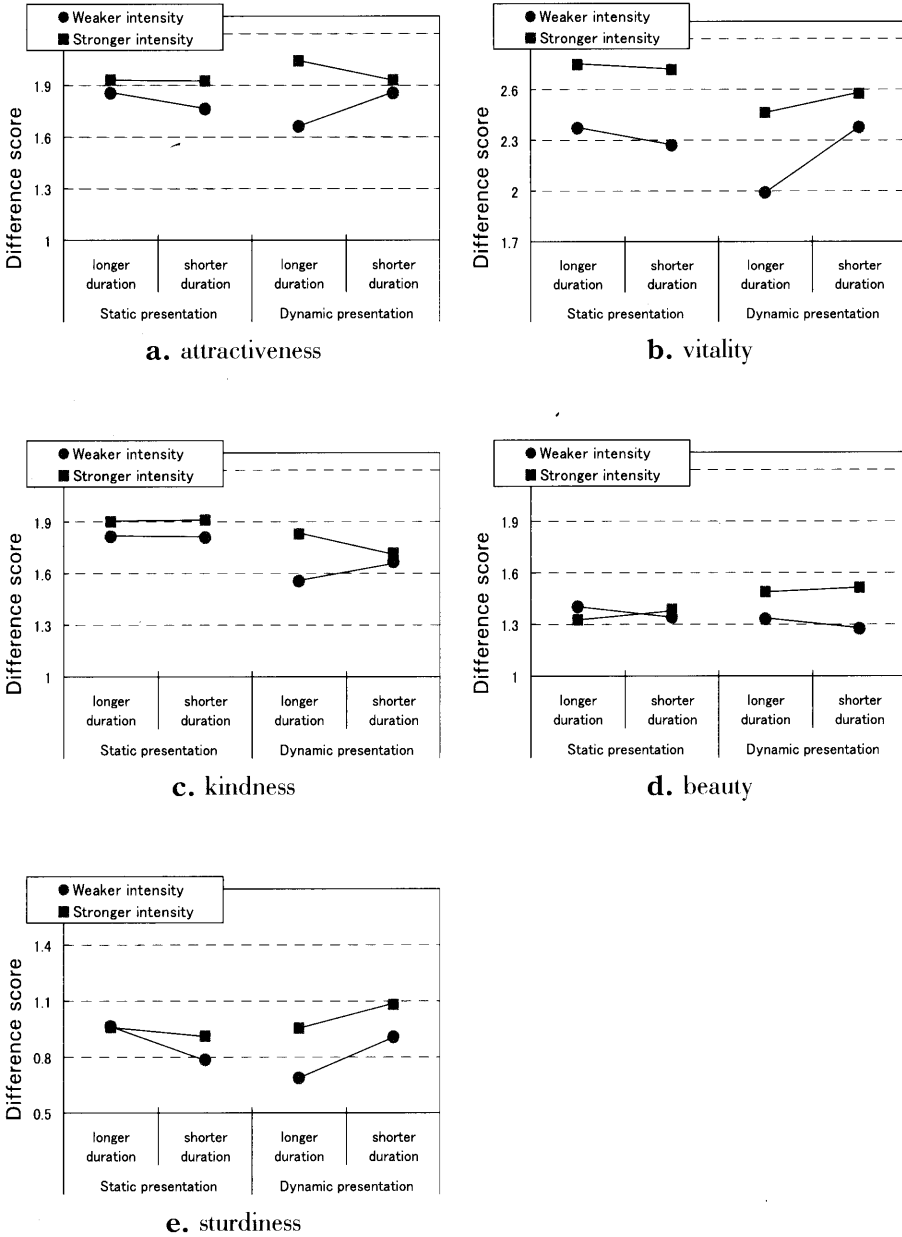 Weaker intensity
Stronger intensity
Difference score
1.9
1.6
1.3
1
longer duration
shorter duration
longer duration
shorter duration
Static presentation
Dynamic presentation
a. attractiveness
Weaker intensity
Stronger intensity
Difference score
2.6
2.3
2
1.7
longer duration
shorter duration
longer duration
shorter duration
Static presentation
Dynamic presentation
b. vitality
Weaker intensity
Stronger intensity
Difference score
1.9
1.6
1.3
1
longer duration
shorter duration
longer duration
shorter duration
Static presentation
Dynamic presentation
c. kindness
Weaker intensity
Stronger intensity
Difference score
1.9
1.6
1.3
1
longer duration
shorter duration
longer duration
shorter duration
Static presentation
Dynamic presentation
d. beauty
Weaker intensity
Stronger intensity
Difference score
1.4
1.1
0.8
0.5
longer duration
shorter duration
longer duration
shorter duration
Static presentation
Dynamic presentation
e. sturdiness